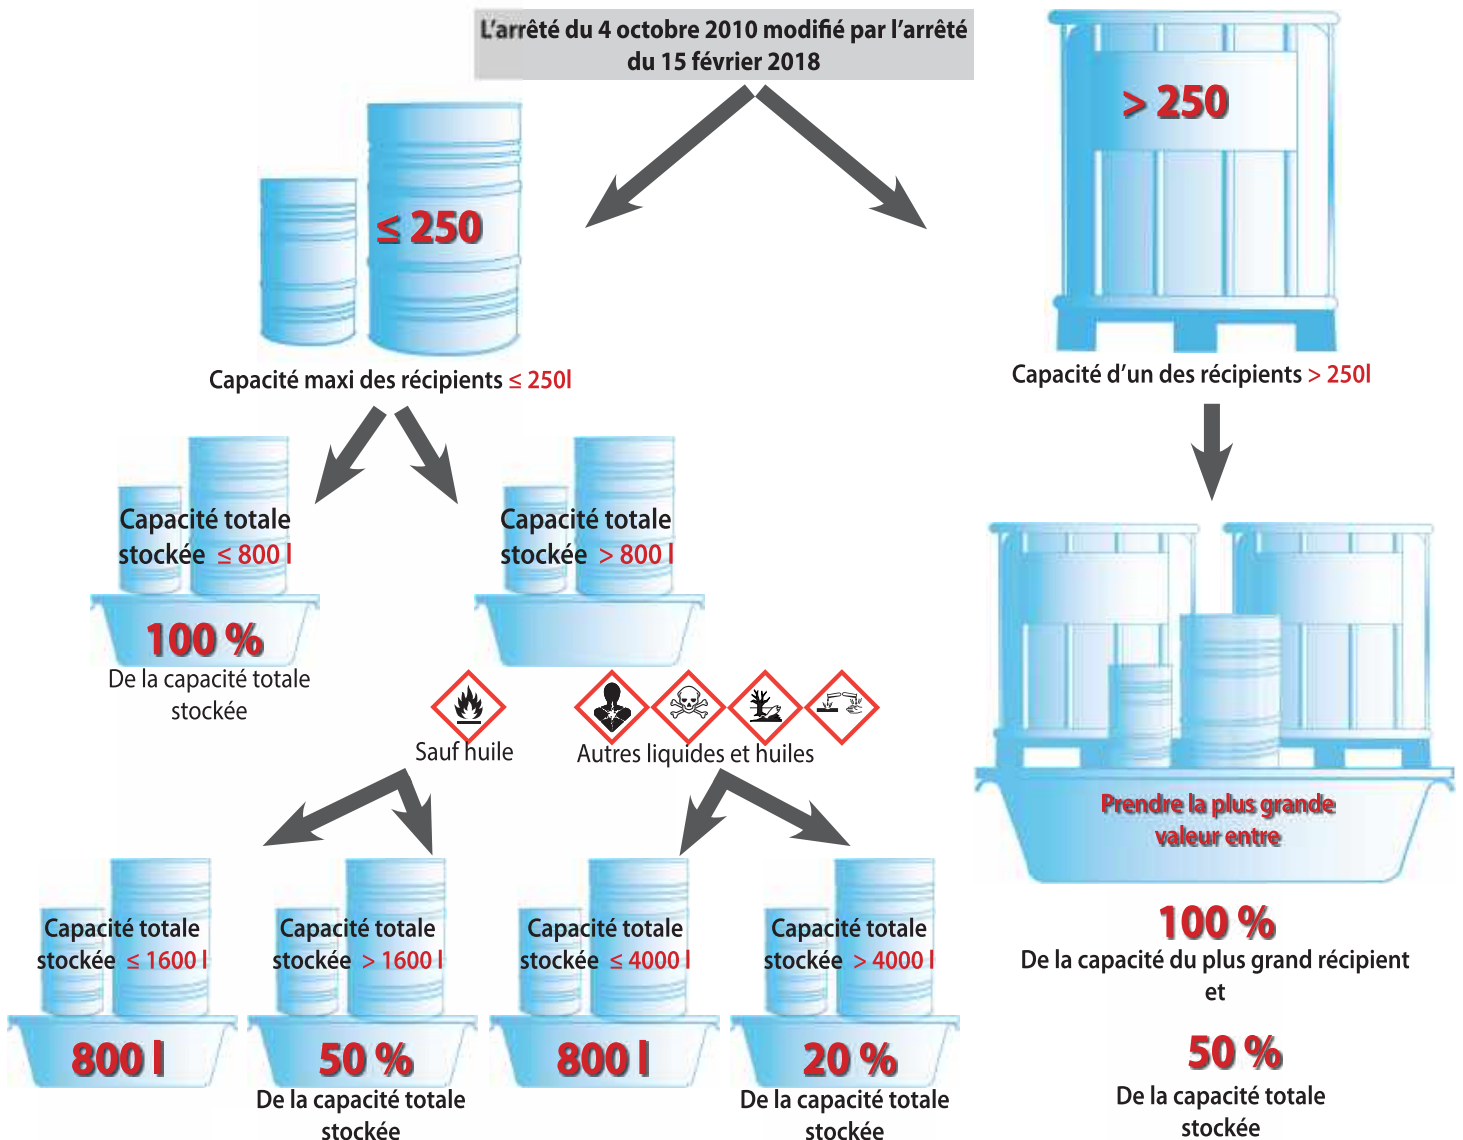 L'arrêté du 4 octobre 2010 modifié par l'arrêté
du 15 février 2018
≤ 250
> 250
Capacité maxi des récipients ≤ 250l
Capacité d'un des récipients > 250l
Capacité totale
stockée ≤ 800 l
100 %
De la capacité totale
stockée
Capacité totale
stockée > 800 l
Sauf huile
Autres liquides et huiles
Capacité totale
stockée ≤ 1600 l
800 l
Capacité totale
stockée > 1600 l
50 %
De la capacité totale
stockée
Capacité totale
stockée ≤ 4000 l
800 l
Capacité totale
stockée > 4000 l
20 %
De la capacité totale
stockée
Prendre la plus grande
valeur entre
100 %
De la capacité du plus grand récipient
et
50 %
De la capacité totale
stockée